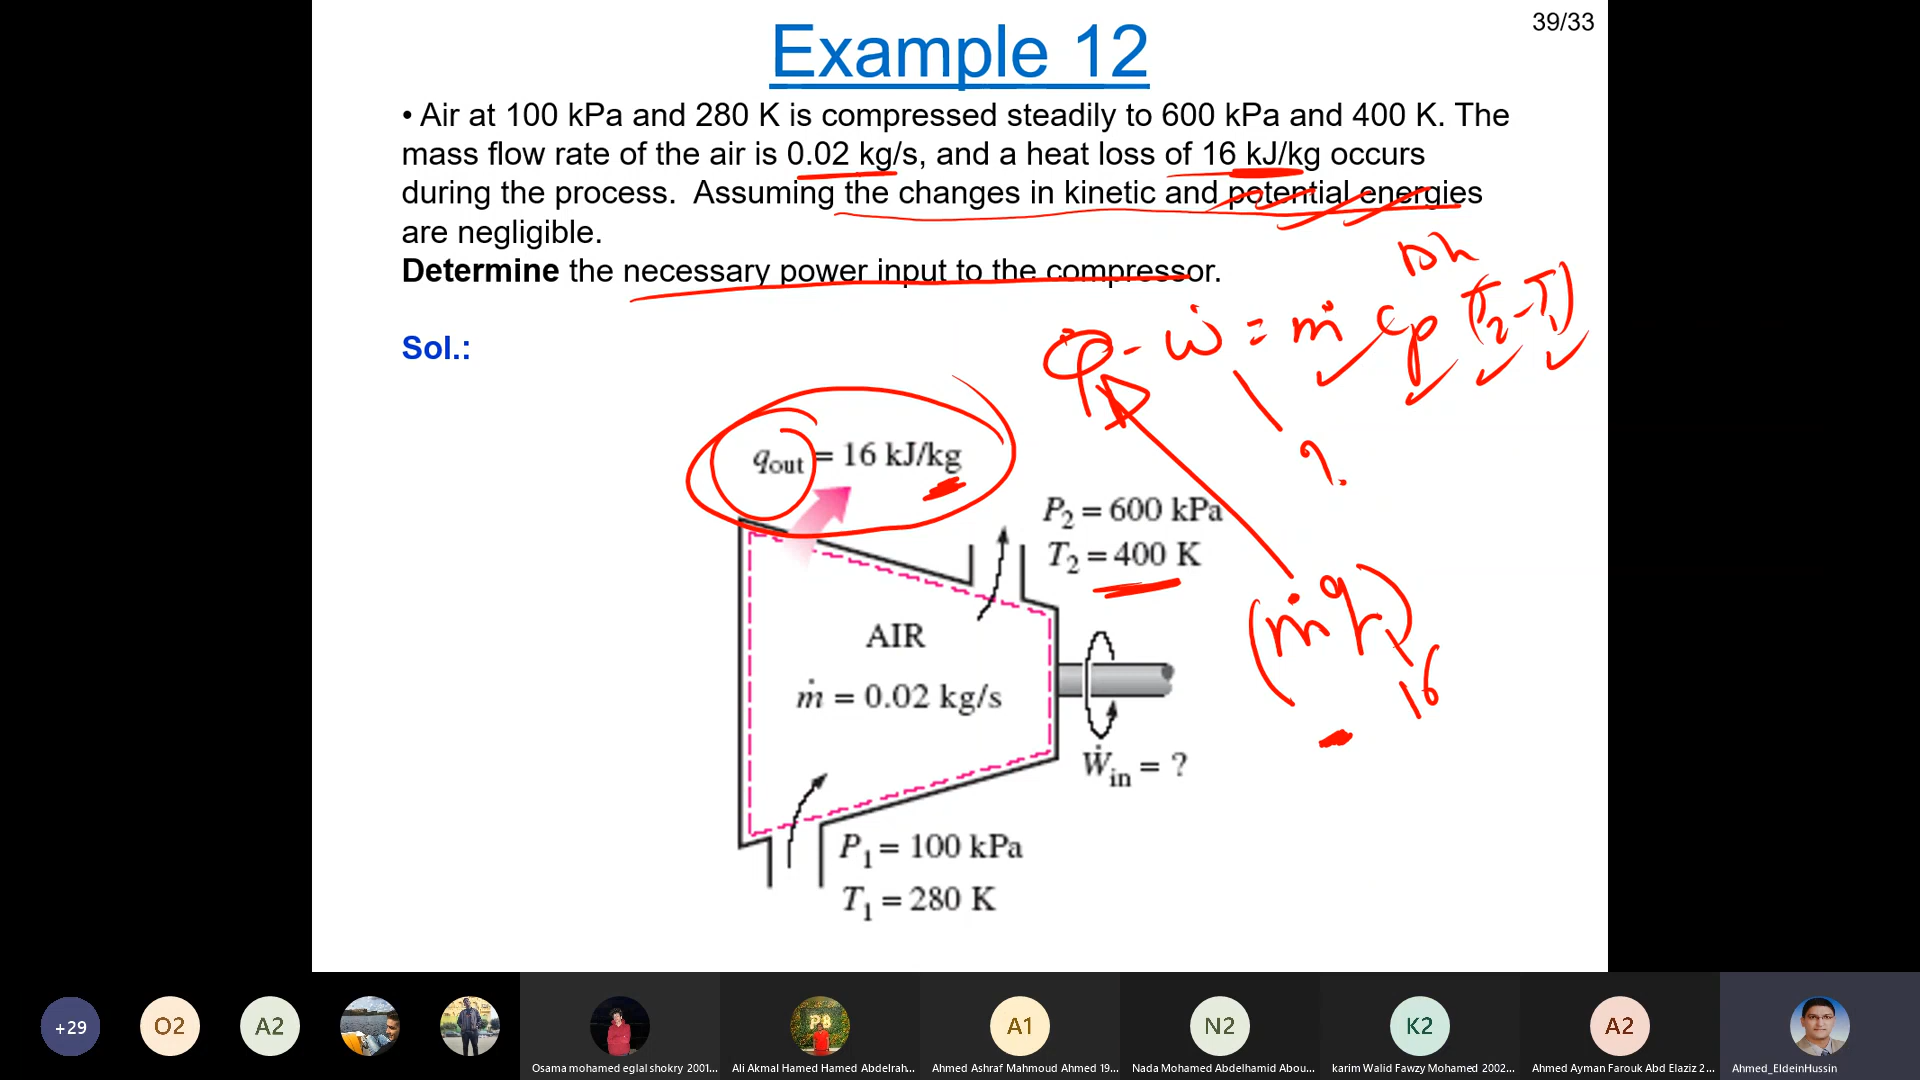 39/33
Example 12
• Air at 100 kPa and 280 K is compressed steadily to 600 kPa and 400 K. The
mass flow rate of the air is 0.02 kg/s, and a heat loss of 16 kJ/kg occurs
during the process. Assuming the changes in kinetic and potential energies
are negligible.
Determine the necessary power input to the compressor.
Δh
Q̇ - ẇ = ṁ Cp (T2 - T1)
?
Sol.:
qout = 16 kJ/kg
P2 = 600 kPa
T2 = 400 K
(ṁ q)
16
-
AIR
ṁ = 0.02 kg/s
Ẇin = ?
P1 = 100 kPa
T1 = 280 K
+29
O2
A2
P8
A1
N2
K2
A2
Osama mohamed eglal shokry 2001...
Ali Akmal Hamed Hamed Abdelrah...
Ahmed Ashraf Mahmoud Ahmed 19...
Nada Mohamed Abdelhamid Abou...
karim Walid Fawzy Mohamed 2002...
Ahmed Ayman Farouk Abd Elaziz 2...
Ahmed_EldeinHussin